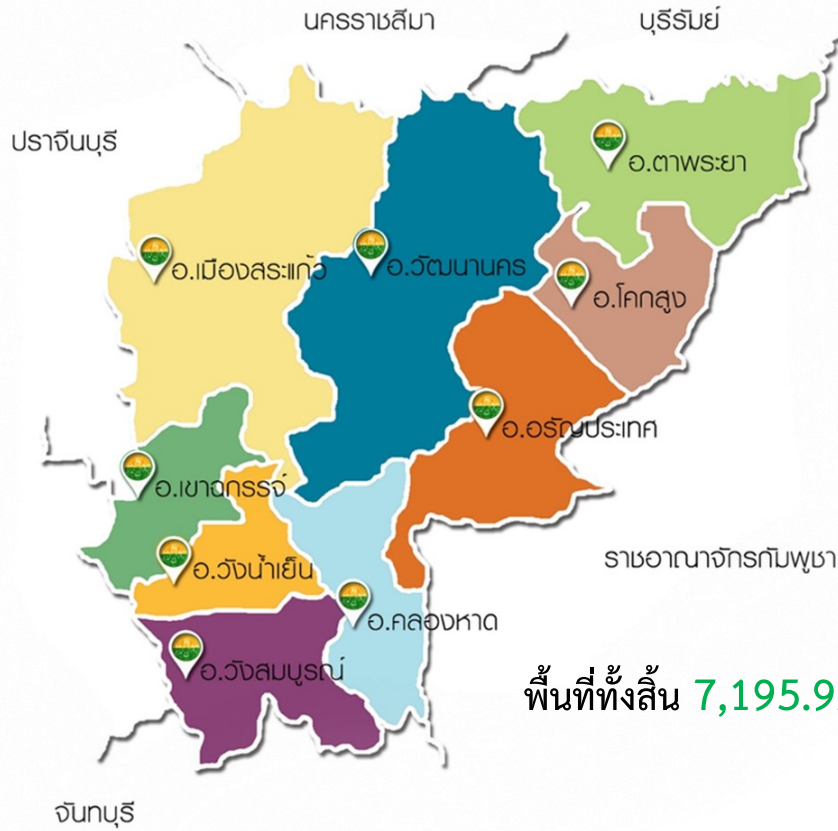 นครราชสีมา
บุรีรัมย์
ปราจีนบุรี
อ.ตาพระยา
อ.เมืองสระแก้ว
อ.วัฒนานคร
อ.โคกสูง
อ.อรัญประเทศ
อ.เขาฉกรรจ์
อ.วังน้ำเย็น
ราชอาณาจักรกัมพูชา
อ.คลองหาด
อ.วังสมบูรณ์
พื้นที่ทั้งสิ้น 7,195.9
จันทบุรี